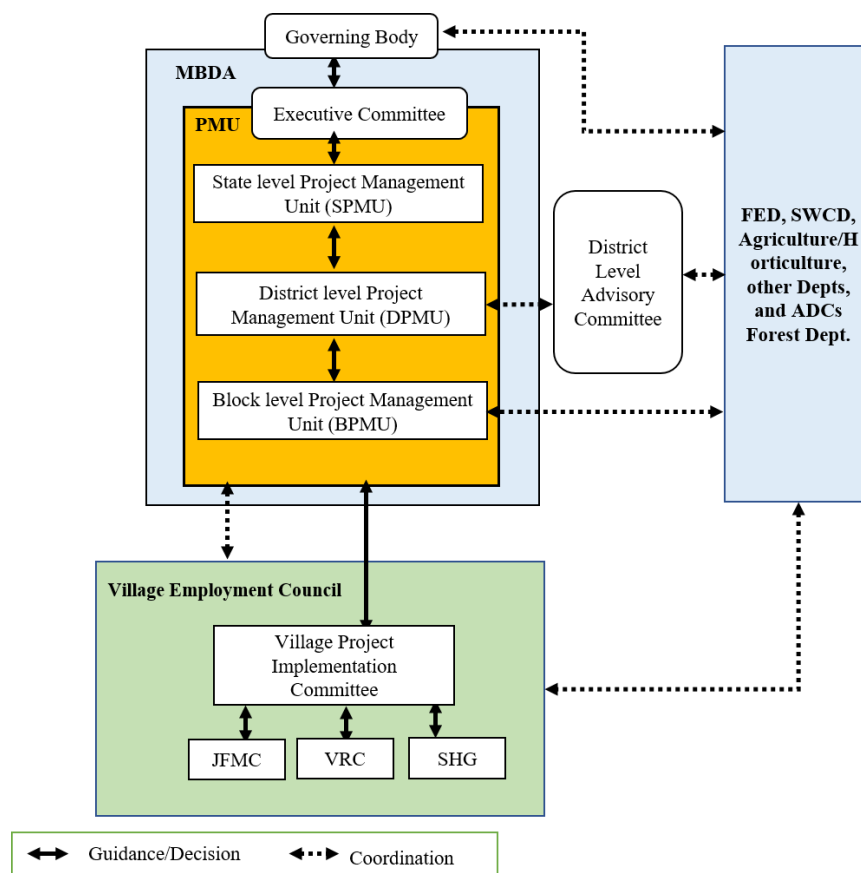 Governing Body
MBDA
Executive Committee
PMU
State level Project Management
Unit (SPMU)
District level Project
Management Unit (DPMU)
Block level Project Management
Unit (BPMU)
District
Level
Advisory
Committee
FED, SWCD,
Agriculture/H
orticulture,
other Depts,
and ADCs
Forest Dept.
Village Employment Council
Village Project
Implementation
Committee
JFMC
VRC
SHG
Guidance/Decision
Coordination